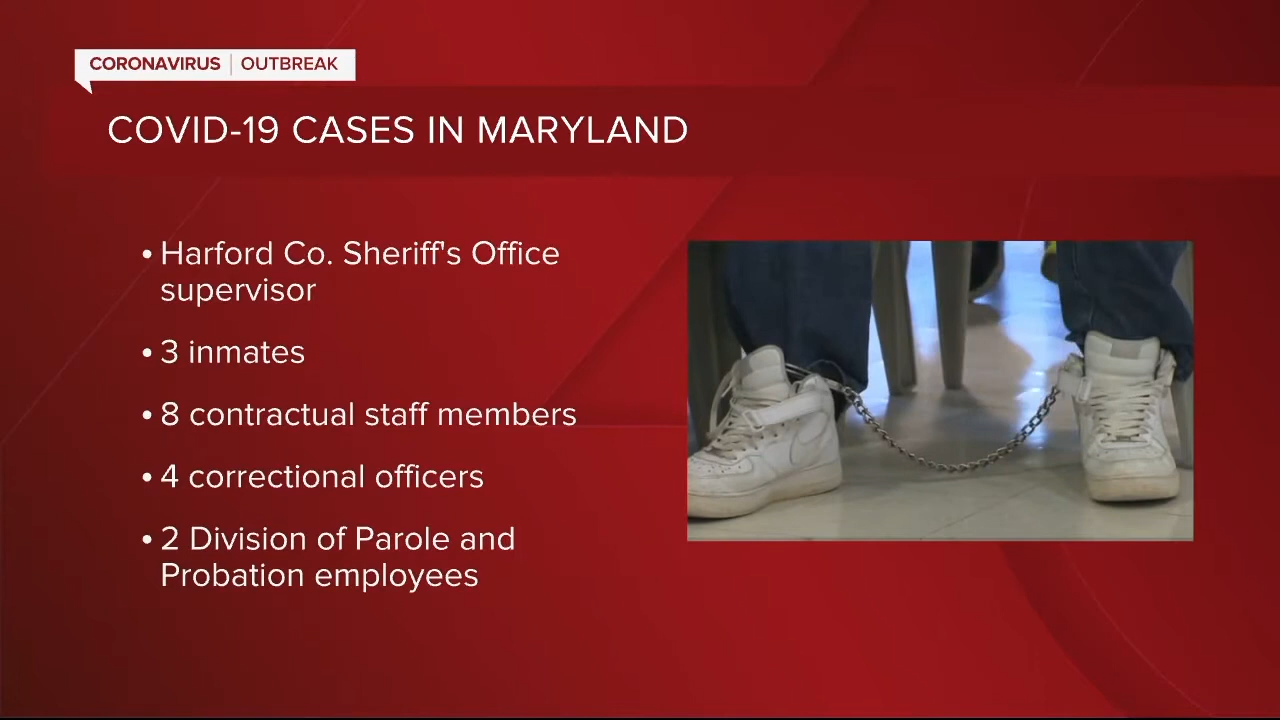 CORONAVIRUS | OUTBREAK
COVID-19 CASES IN MARYLAND
• Harford Co. Sheriff's Office
supervisor
• 3 inmates
• 8 contractual staff members
• 4 correctional officers
• 2 Division of Parole and
Probation employees